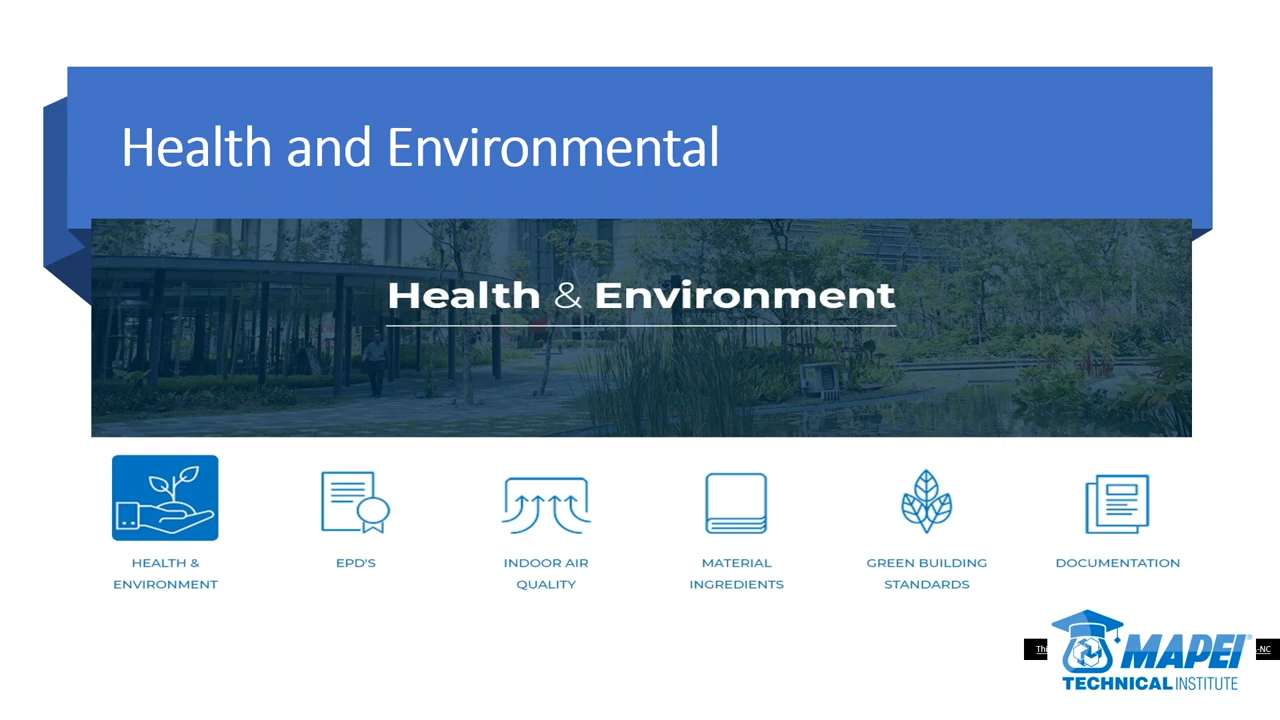 Health and Environmental
Health & Environment
HEALTH &
ENVIRONMENT
EPD'S
INDOOR AIR
QUALITY
MATERIAL
INGREDIENTS
GREEN BUILDING
STANDARDS
DOCUMENTATION
MAPEI
TECHNICAL INSTITUTE